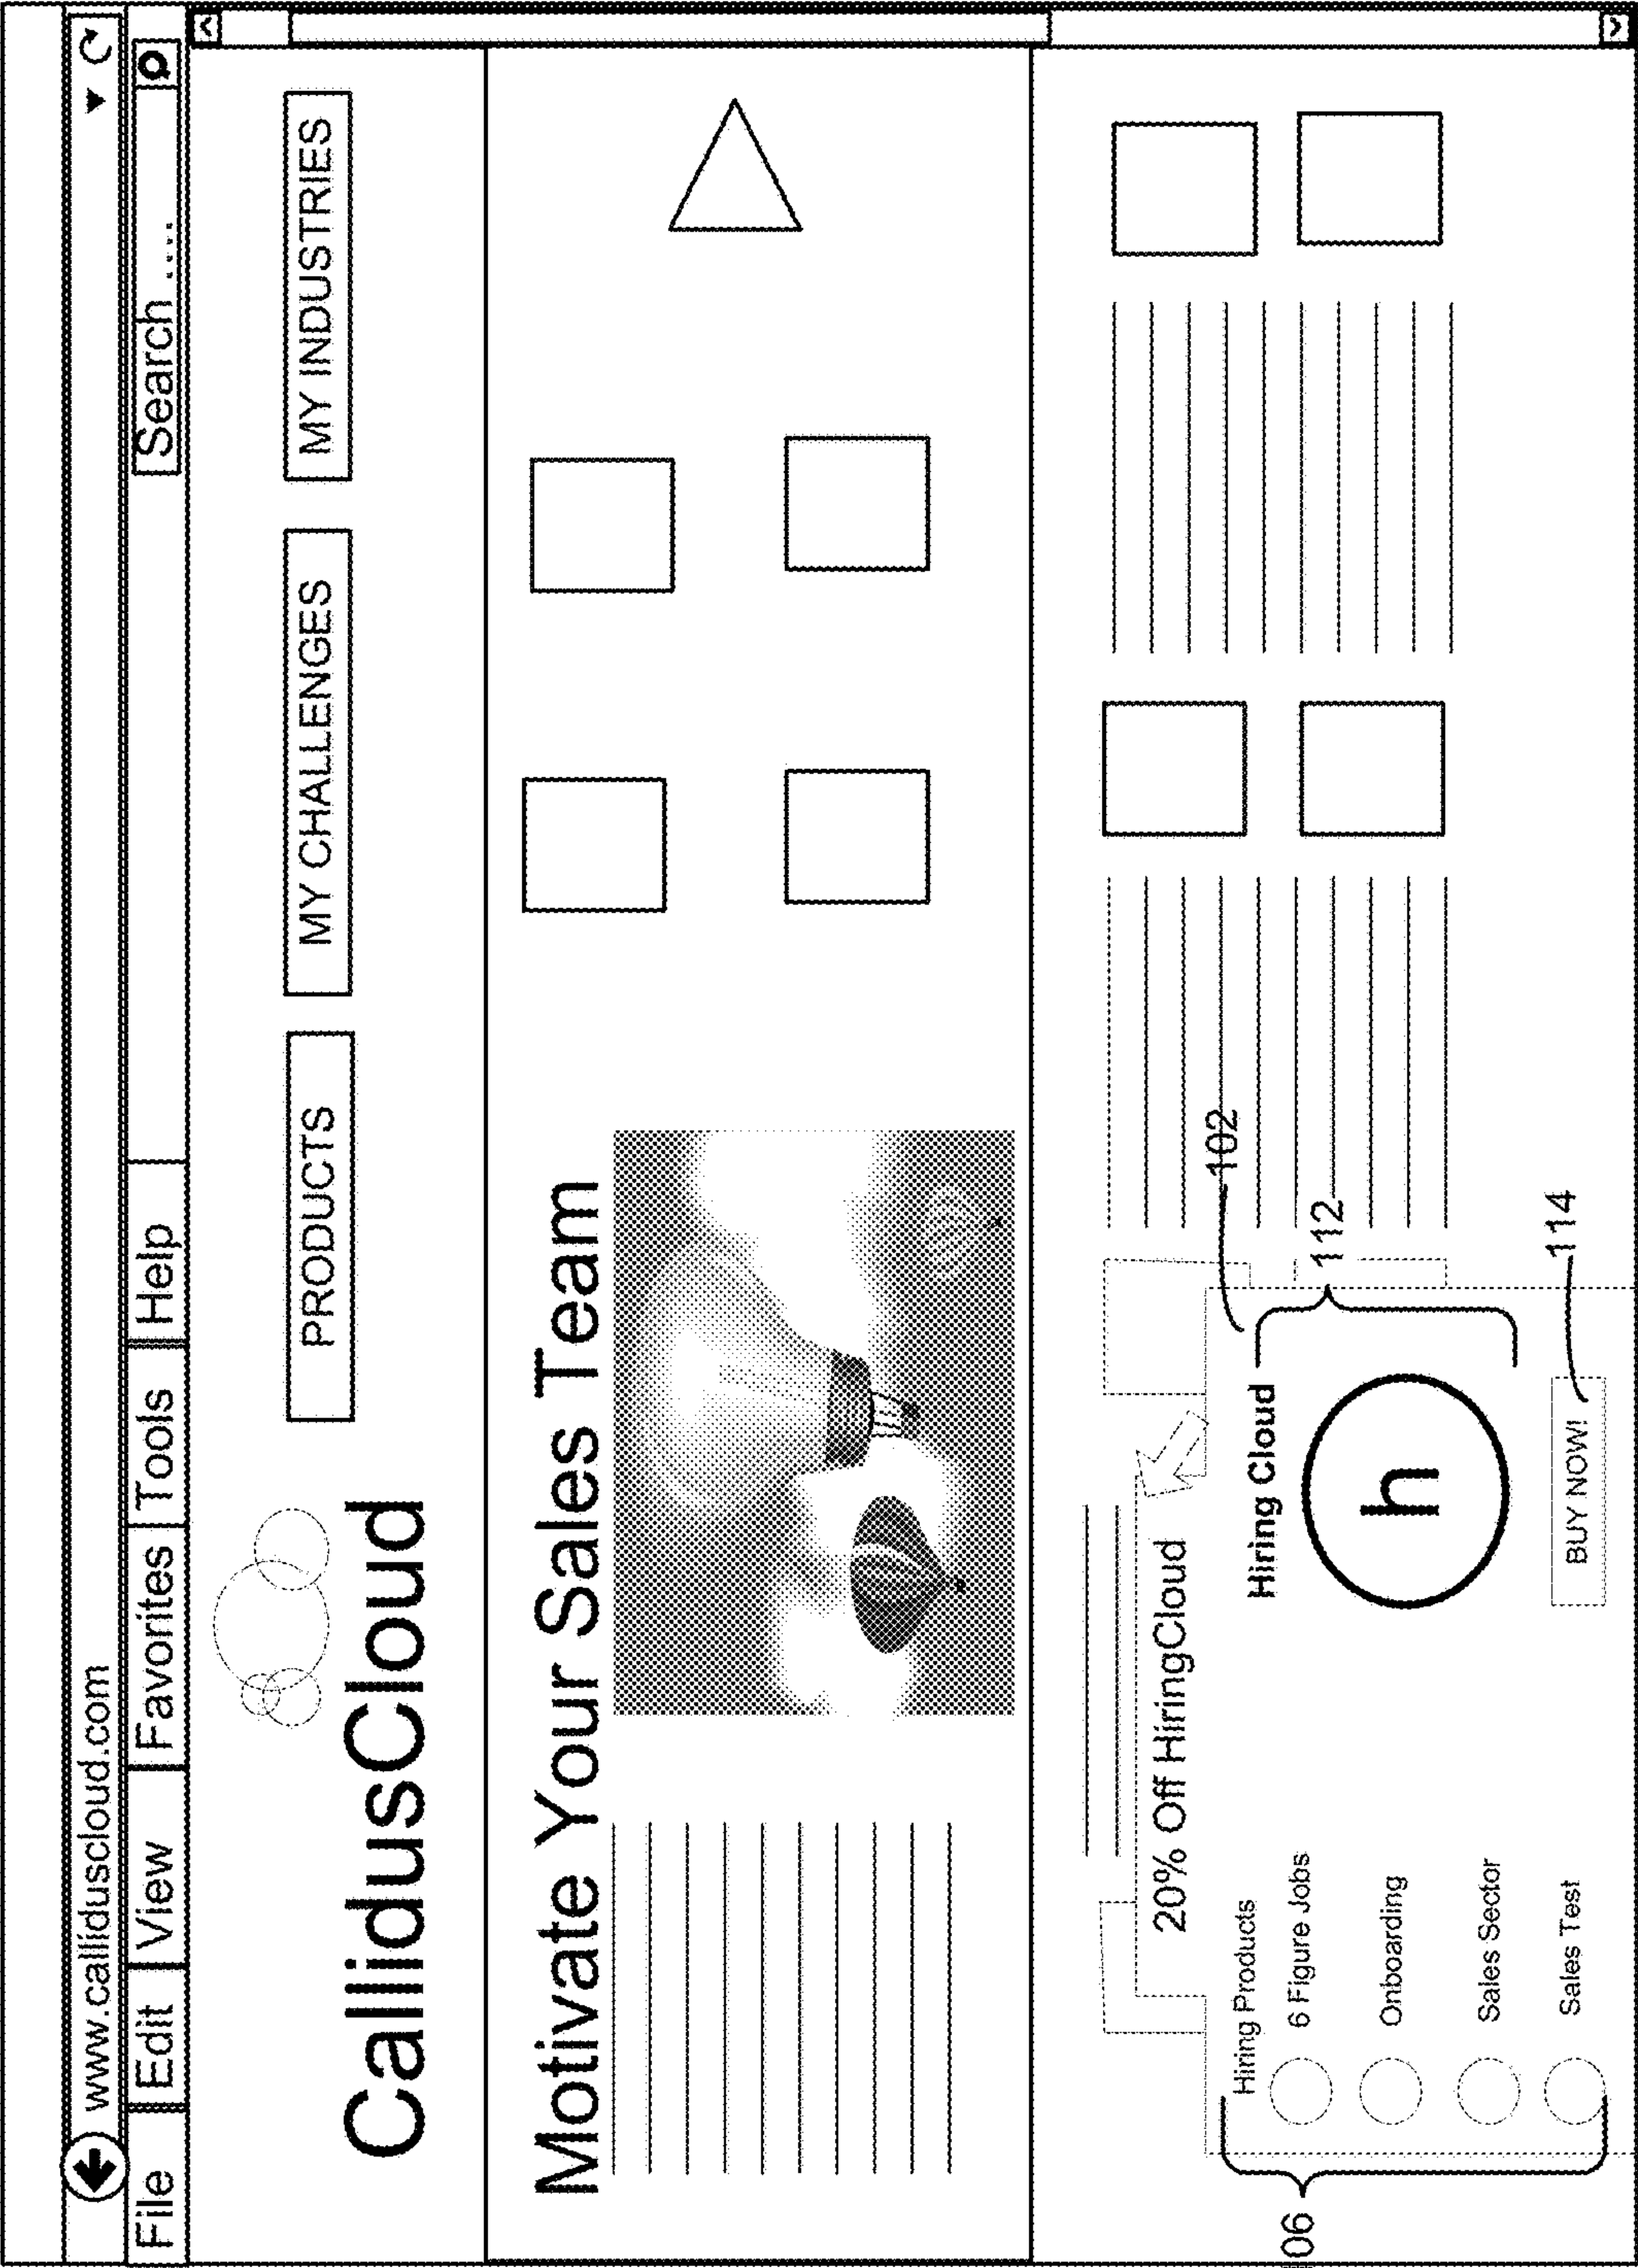 www.calliduscloud.com
File Edit View Favorites Tools Help Search ....
CallidusCloud
PRODUCTS MY CHALLENGES MY INDUSTRIES
Motivate Your Sales Team
20% Off HiringCloud
102
Hiring Products
Hiring Cloud
6 Figure Jobs
112
Onboarding
h
Sales Sector
Sales Test
BUY NOW!
114
06